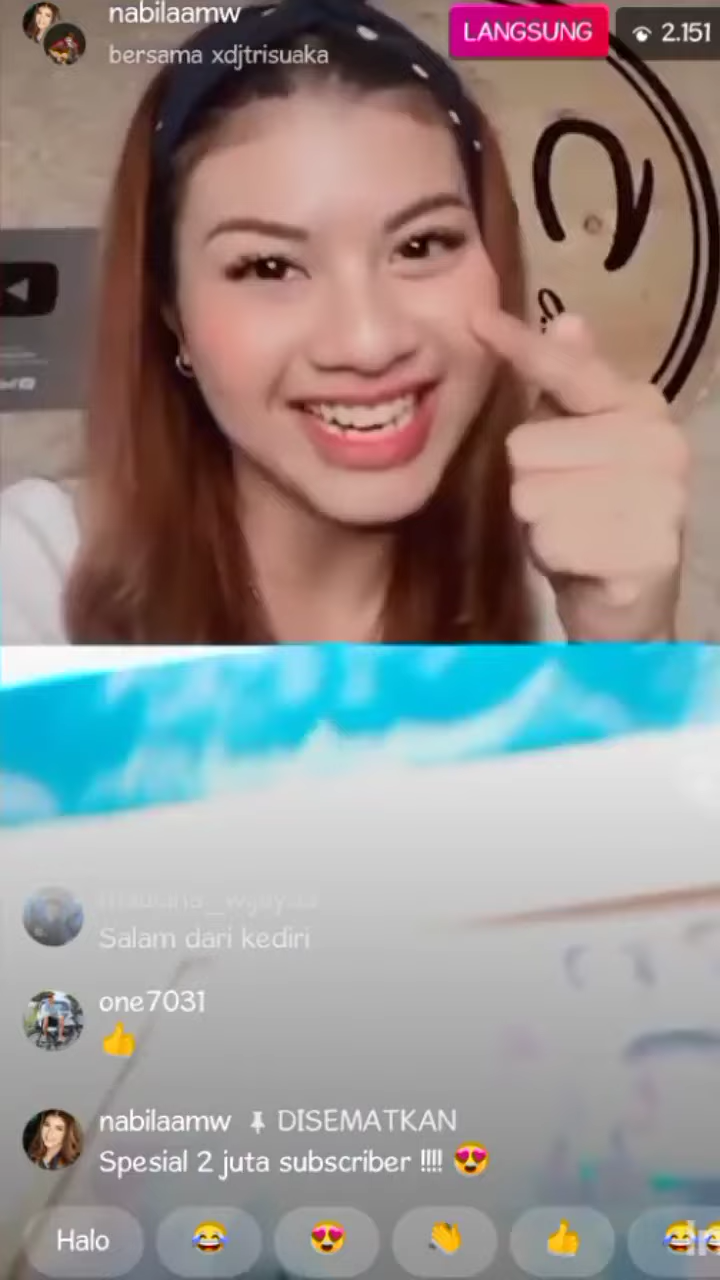 nabilaamw
LANGSUNG
2.151
bersama xdjtrisuaka
Salam dari kediri
one7031
👍
nabilaamw 📌 DISEMATKAN
Spesial 2 juta subscriber !!!! 😍
Halo 😂 😍 👏 👍 😂